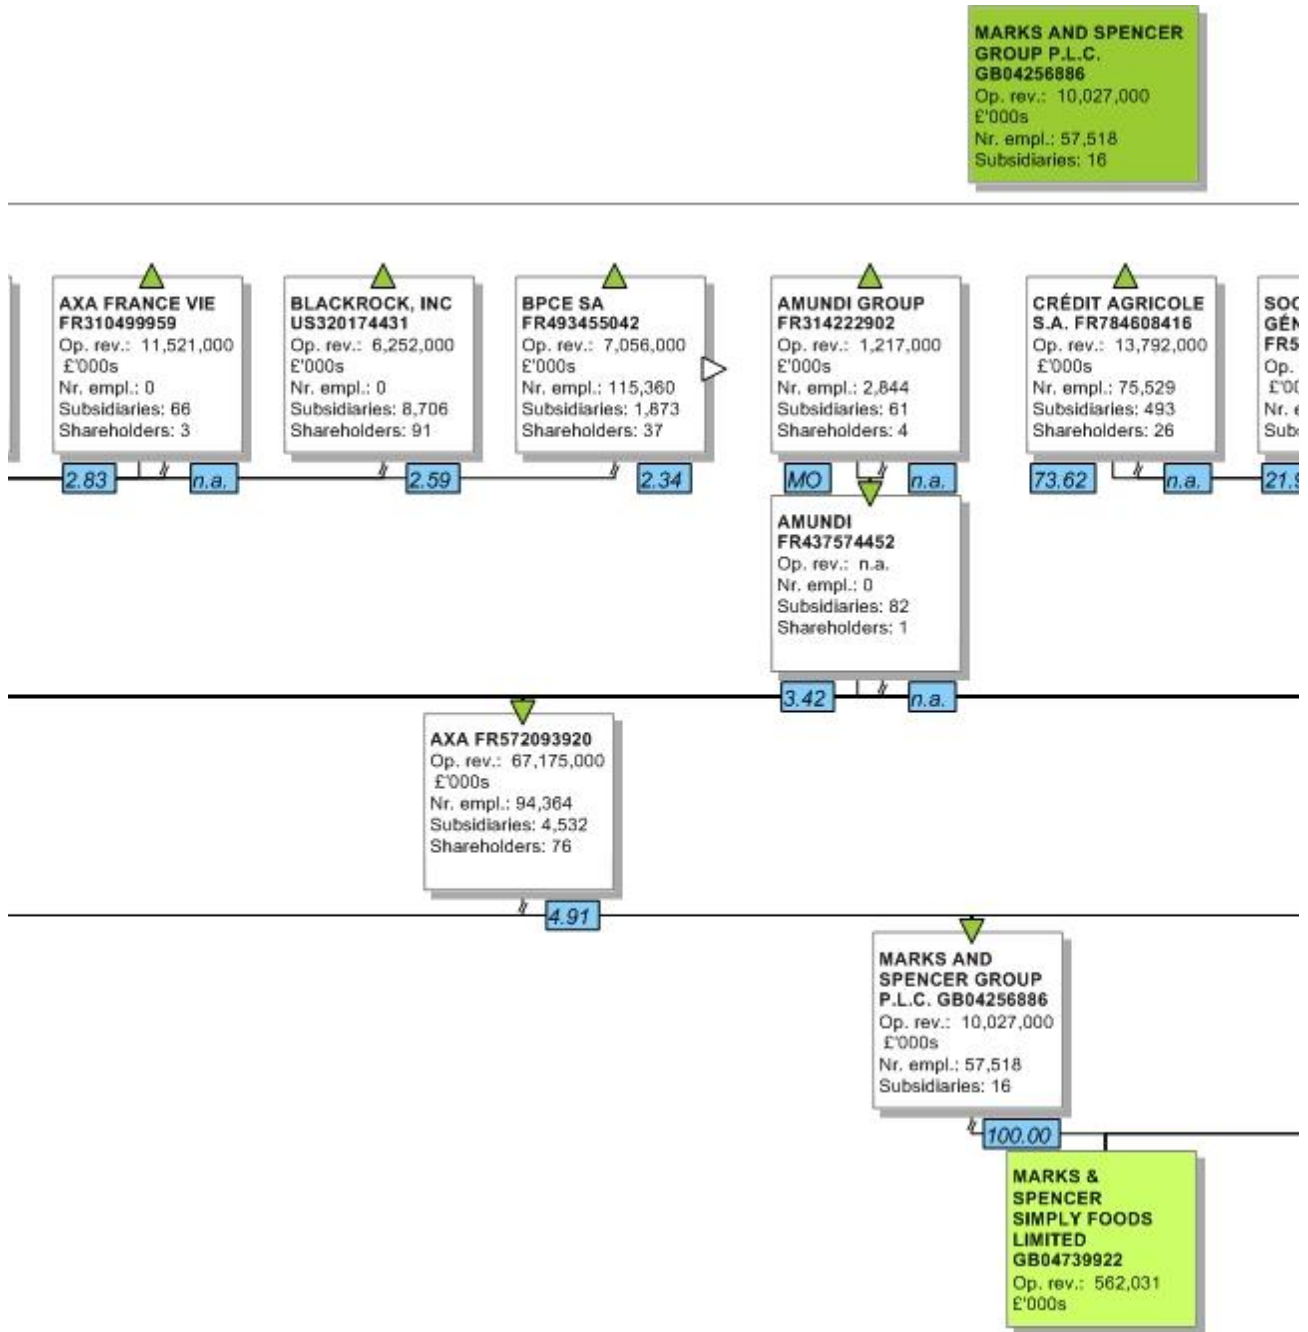 MARKS AND SPENCER
GROUP P.L.C.
GB04256886
Op. rev.: 10,027,000
£'000s
Nr. empl.: 57,518
Subsidiaries: 16
AXA FRANCE VIE
FR310499959
Op. rev.: 11,521,000
£'000s
Nr. empl.: 0
Subsidiaries: 66
Shareholders: 3
2.83
n.a.
BLACKROCK, INC
US320174431
Op. rev.: 6,252,000
£'000s
Nr. empl.: 0
Subsidiaries: 8,706
Shareholders: 91
2.59
BPCE SA
FR493455042
Op. rev.: 7,056,000
£'000s
Nr. empl.: 115,360
Subsidiaries: 1,873
Shareholders: 37
2.34
AMUNDI GROUP
FR314222902
Op. rev.: 1,217,000
£'000s
Nr. empl.: 2,844
Subsidiaries: 61
Shareholders: 4
MO
n.a.
CRÉDIT AGRICOLE
S.A. FR784608416
Op. rev.: 13,792,000
£'000s
Nr. empl.: 75,529
Subsidiaries: 493
Shareholders: 26
73.62
n.a.
SOC
GÉN
FR5
Op.
£'00
Nr. e
Subs
21.9
AMUNDI
FR437574452
Op. rev.: n.a.
Nr. empl.: 0
Subsidiaries: 82
Shareholders: 1
3.42
n.a.
AXA FR572093920
Op. rev.: 67,175,000
£'000s
Nr. empl.: 94,364
Subsidiaries: 4,532
Shareholders: 76
4.91
MARKS AND
SPENCER GROUP
P.L.C. GB04256886
Op. rev.: 10,027,000
£'000s
Nr. empl.: 57,518
Subsidiaries: 16
100.00
MARKS &
SPENCER
SIMPLY FOODS
LIMITED
GB04739922
Op. rev.: 562,031
£'000s